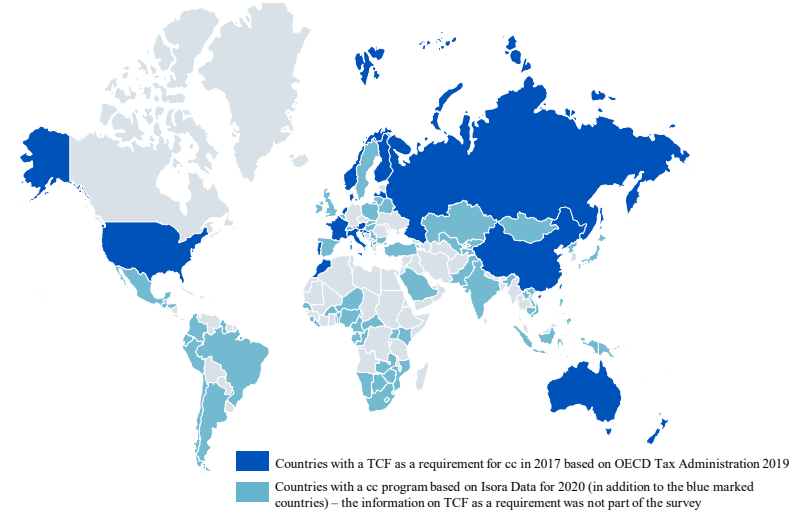 Countries with a TCF as a requirement for cc in 2017 based on OECD Tax Administration 2019
Countries with a cc program based on Isora Data for 2020 (in addition to the blue marked
countries) – the information on TCF as a requirement was not part of the survey